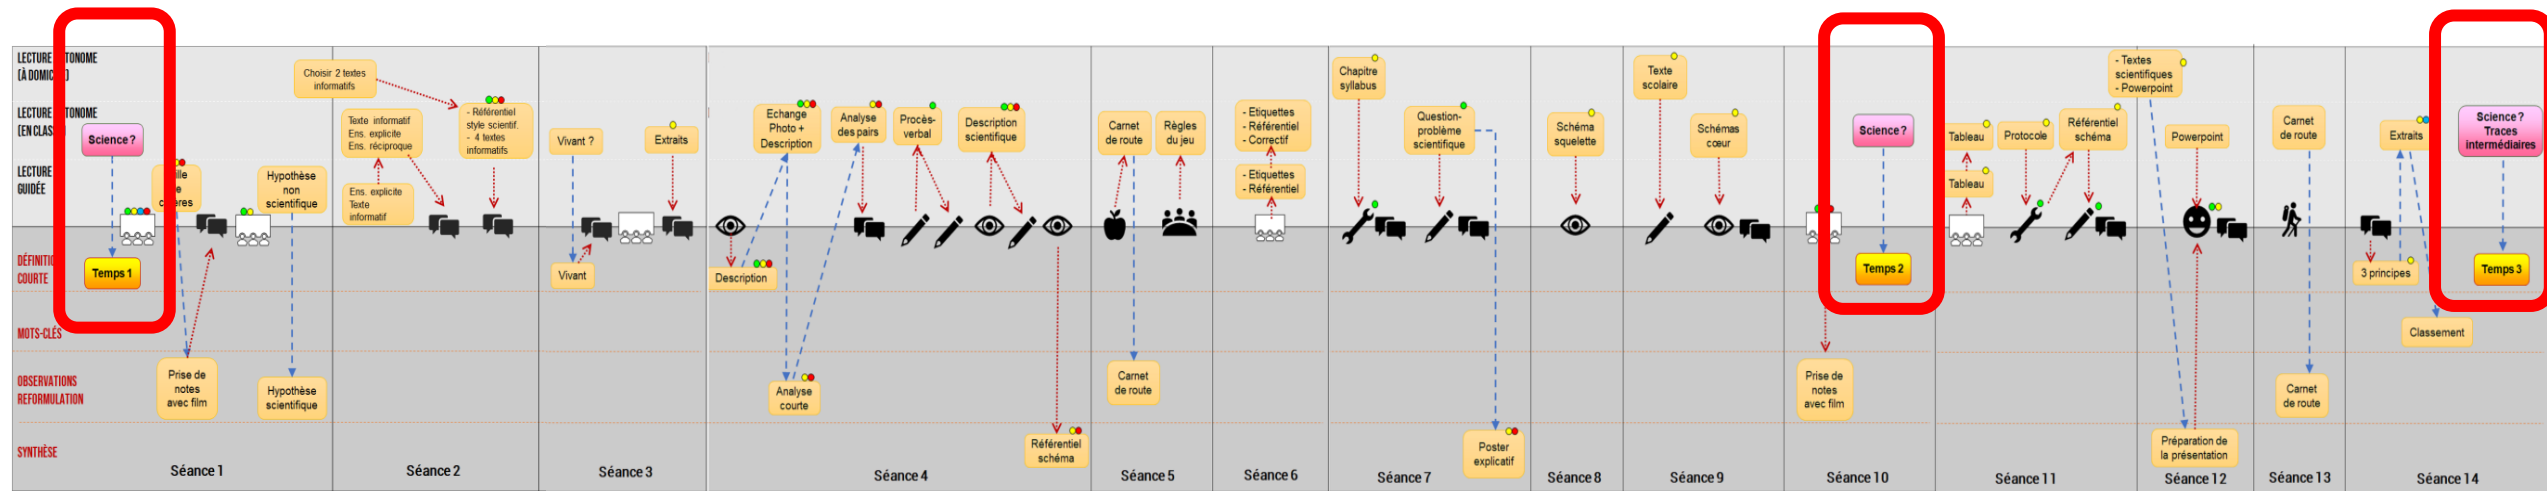 LECTURE
TONOME
(À DOMIC
)
LECTURE
TONOME
(EN CLASS
)
LECTURE
GUIDÉE
DÉFINITIO
COURTE
MOTS-CLÉS
OBSERVATIONS
REFORMULATION
SYNTHÈSE
Science ?
Temps 1
ille
e
ères
Prise de
notes
avec film
Hypothèse
non
scientifique
Hypothèse
scientifique
Séance 1
Choisir 2 textes
informatifs
Texte informatif
Ens. explicite
Ens. réciproque
Ens. explicite
Texte
informatif
- Référentiel
style scientif.
- 4 textes
informatifs
Séance 2
Vivant ?
Vivant
Extraits
Séance 3
Description
Echange
Photo +
Description
Analyse
courte
Analyse
des pairs
Procès-
verbal
Description
scientifique
Référentiel
schéma
Séance 4
Carnet
de route
Règles
du jeu
Carnet
de route
Séance 5
- Etiquettes
- Référentiel
- Correctif
- Etiquettes
- Référentiel
Séance 6
Chapitre
syllabus
Question-
problème
scientifique
Poster
explicatif
Séance 7
Schéma
squelette
Séance 8
Texte
scolaire
Schémas
cœur
Séance 9
Prise de
notes
avec film
Science ?
Temps 2
Séance 10
Tableau
Tableau
Protocole
Référentiel
schéma
Séance 11
- Textes
scientifiques
- Powerpoint
Powerpoint
Préparation de
la présentation
Séance 12
Carnet
de route
Carnet
de route
Séance 13
3 principes
Extraits
Classement
Science ?
Traces
intermédiaires
Temps 3
Séance 14